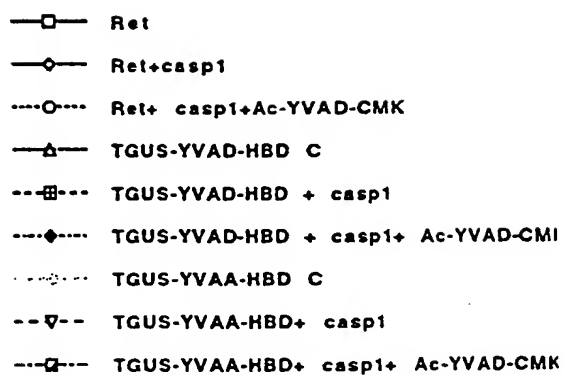 Ret
Ret+casp1
Ret+ casp1+Ac-YVAD-CMK
TGUS-YVAD-HBD C
TGUS-YVAD-HBD + casp1
TGUS-YVAD-HBD + casp1+ Ac-YVAD-CMI
TGUS-YVAA-HBD C
TGUS-YVAA-HBD+ casp1
TGUS-YVAA-HBD+ casp1+ Ac-YVAD-CMK